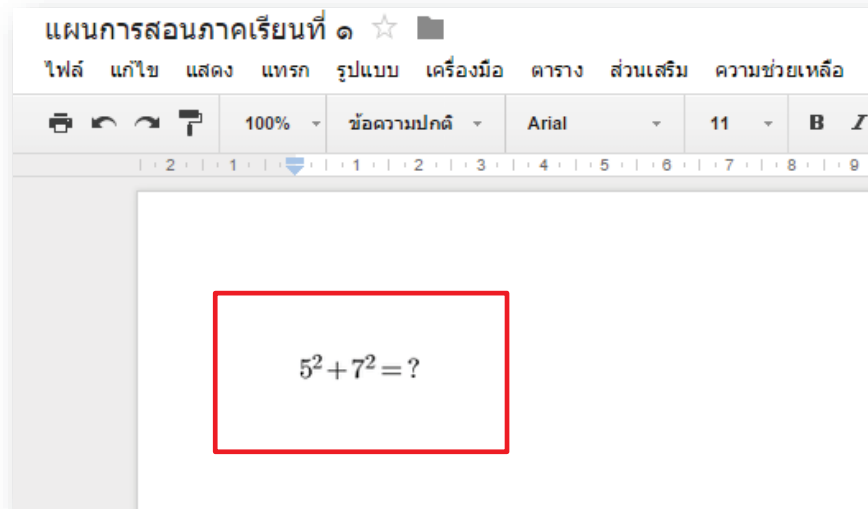 แผนการสอนภาคเรียนที่ ๑
ไฟล์ แก้ไข แสดง แทรก รูปแบบ เครื่องมือ ตาราง ส่วนเสริม ความช่วยเหลือ
100% ข้อความปกติ Arial 11 B I
2 1 1 2 3 4 5 6 7 8 9
5² + 7² = ?